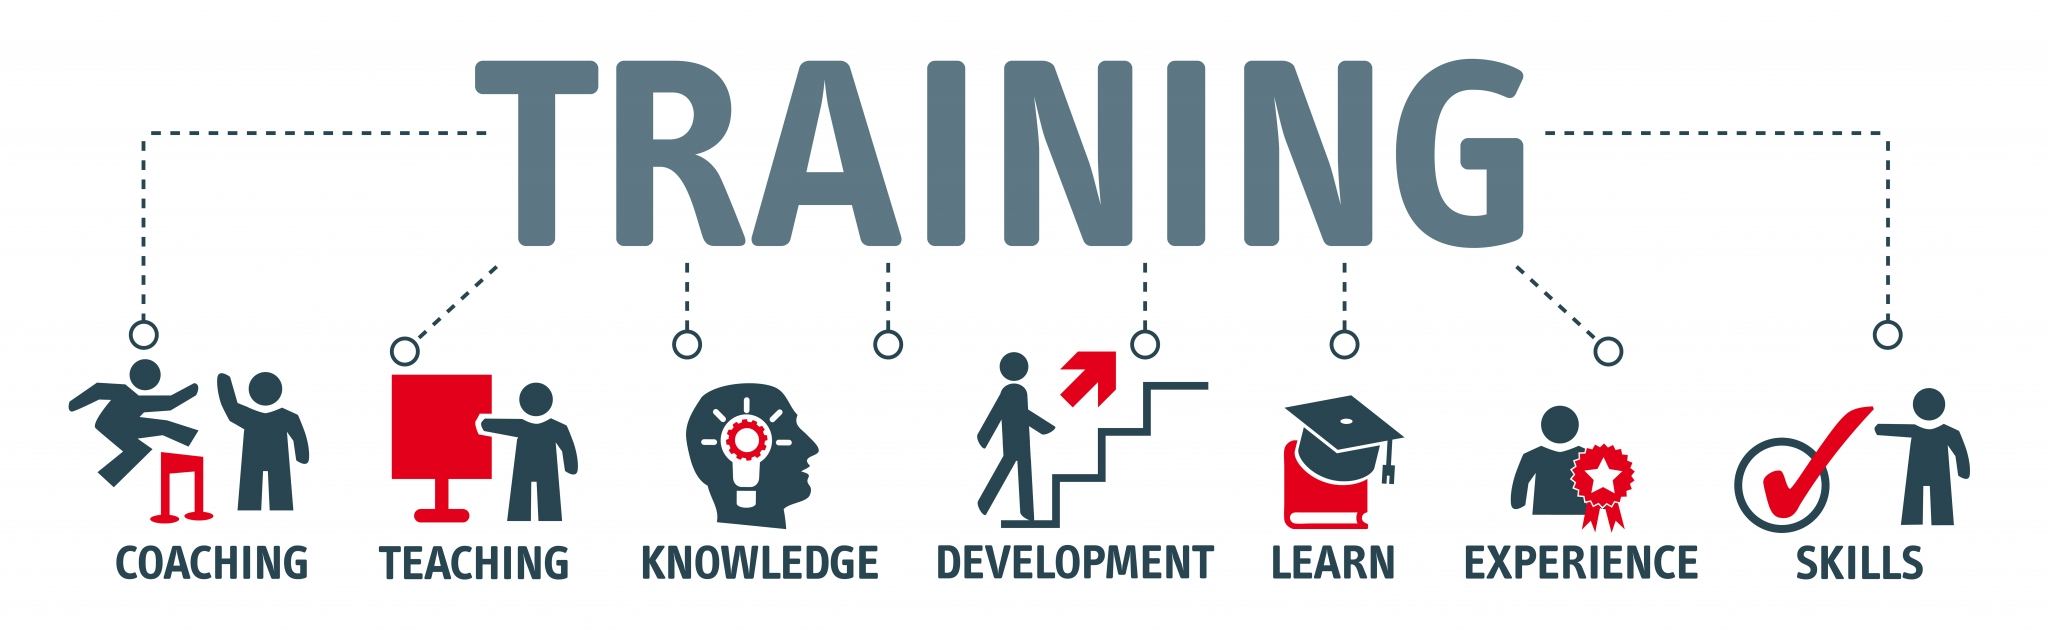 TRAINING
COACHING TEACHING KNOWLEDGE DEVELOPMENT LEARN EXPERIENCE SKILLS